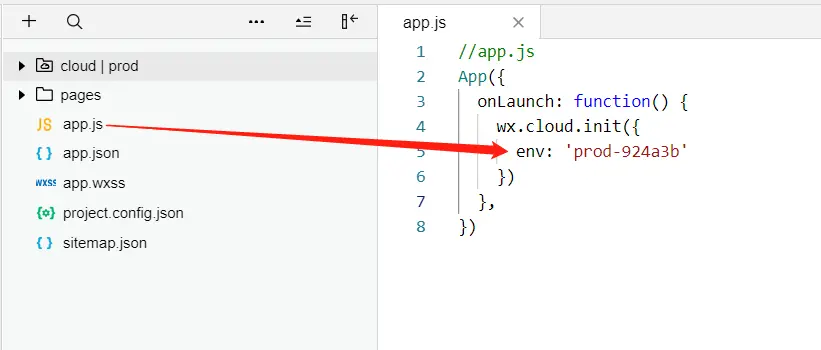 cloud | prod
pages
JS app.js
{ } app.json
wxss app.wxss
{ } project.config.json
{ } sitemap.json
app.js
1 //app.js
2 App({
3 onLaunch: function() {
4 wx.cloud.init({
5 env: 'prod-924a3b'
6 })
7 },
8 })